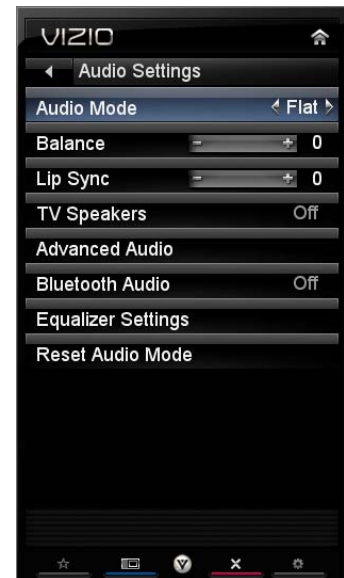 VIZIO
Audio Settings
Audio Mode Flat
Balance - + 0
Lip Sync - + 0
TV Speakers Off
Advanced Audio
Bluetooth Audio Off
Equalizer Settings
Reset Audio Mode
V